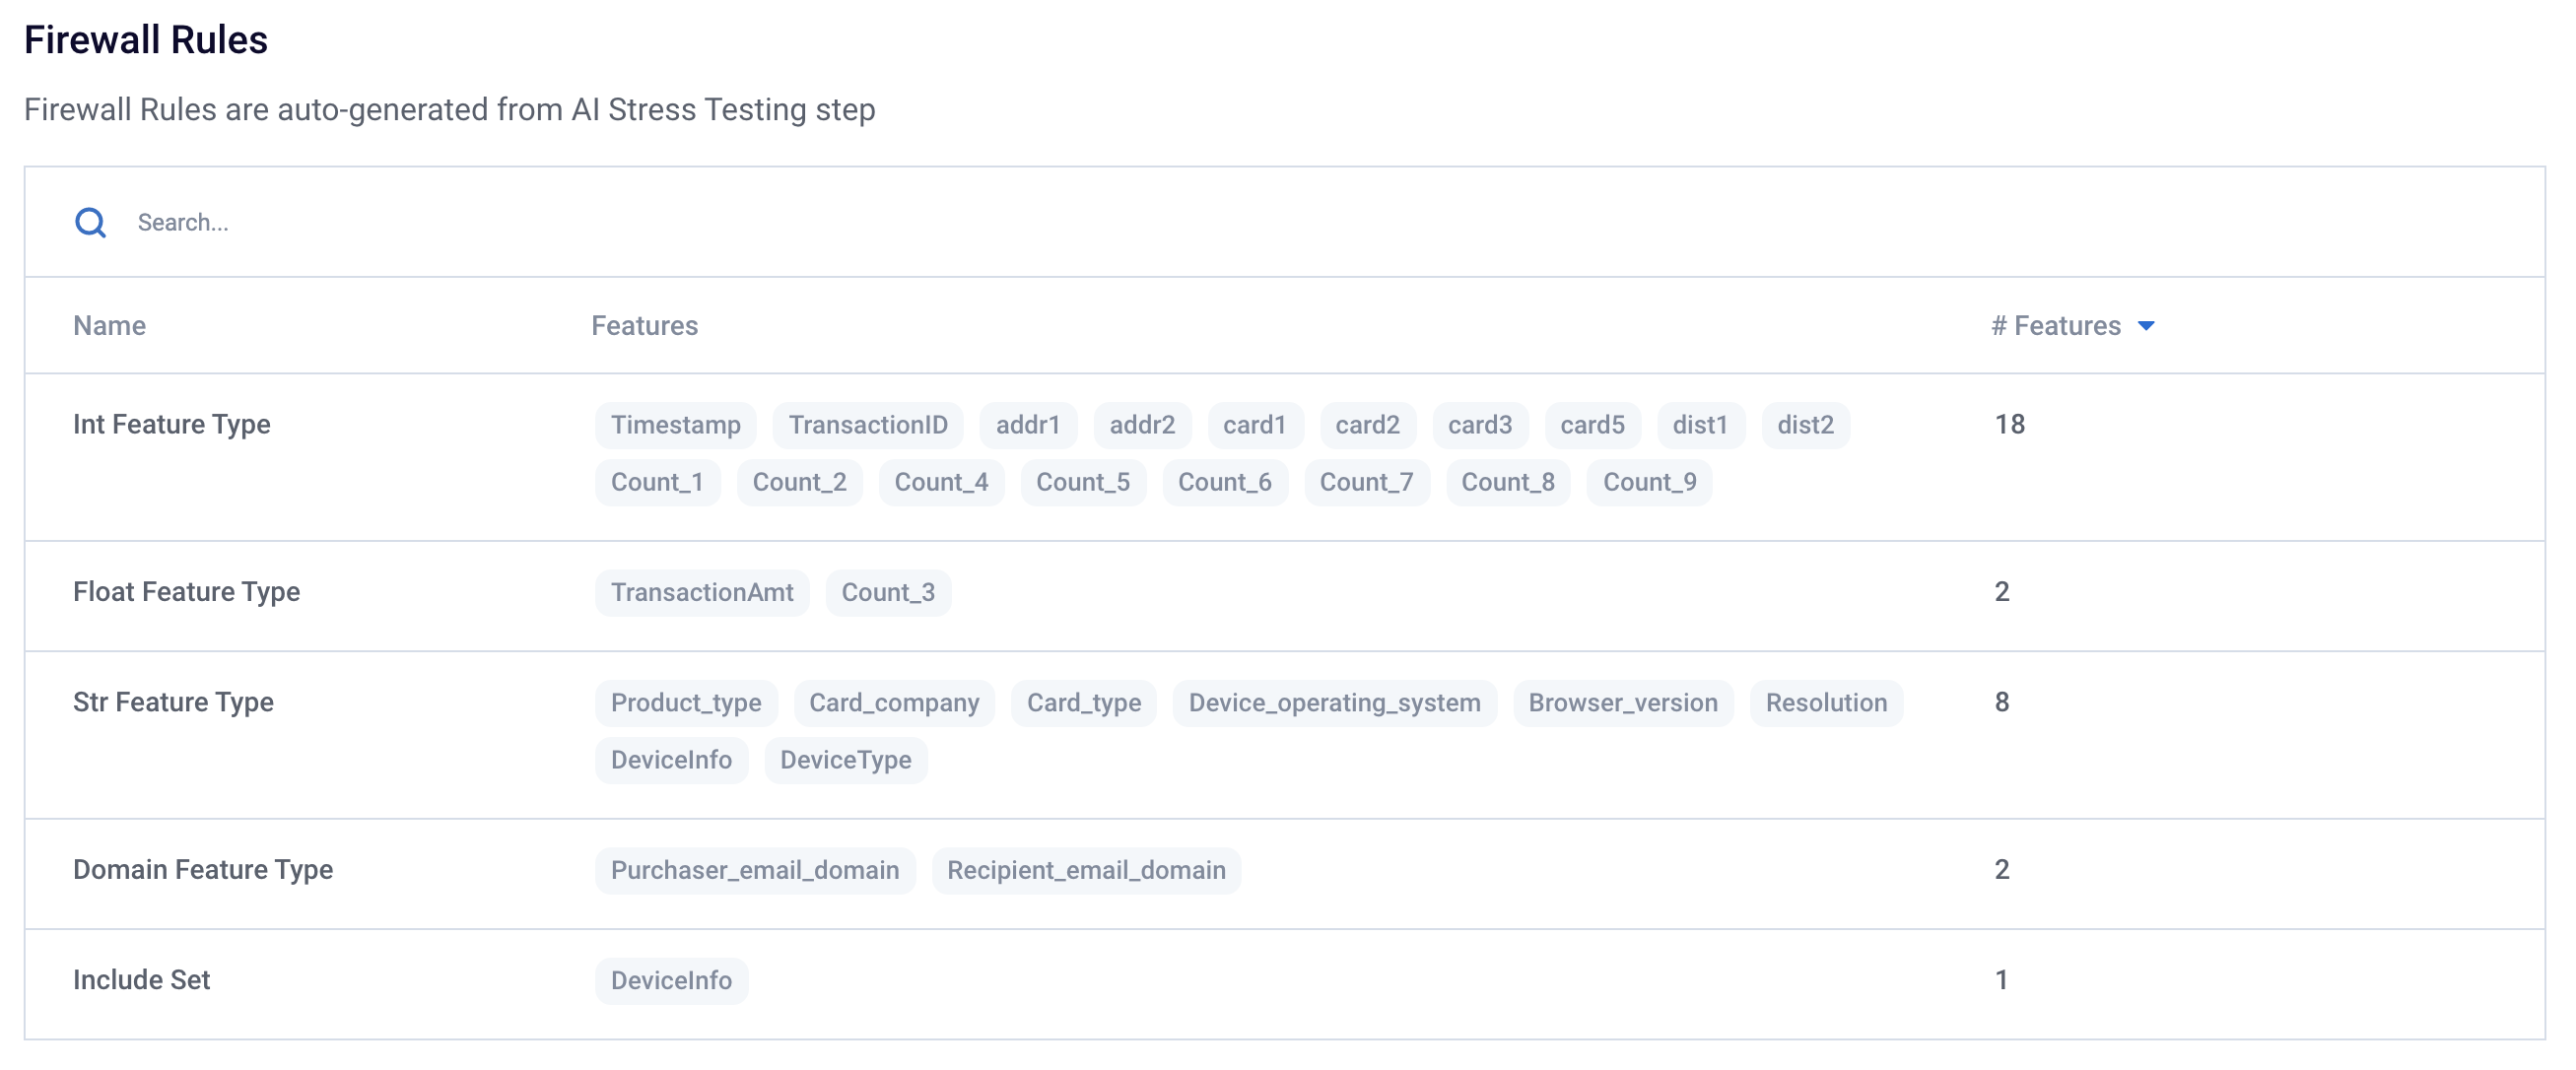 Firewall Rules
Firewall Rules are auto-generated from AI Stress Testing step
Search...
Name Features # Features
Int Feature Type Timestamp TransactionID addr1 addr2 card1 card2 card3 card5 dist1 dist2 18
Count_1 Count_2 Count_4 Count_5 Count_6 Count_7 Count_8 Count_9
Float Feature Type TransactionAmt Count_3 2
Str Feature Type Product_type Card_company Card_type Device_operating_system Browser_version Resolution 8
DeviceInfo DeviceType
Domain Feature Type Purchaser_email_domain Recipient_email_domain 2
Include Set DeviceInfo 1